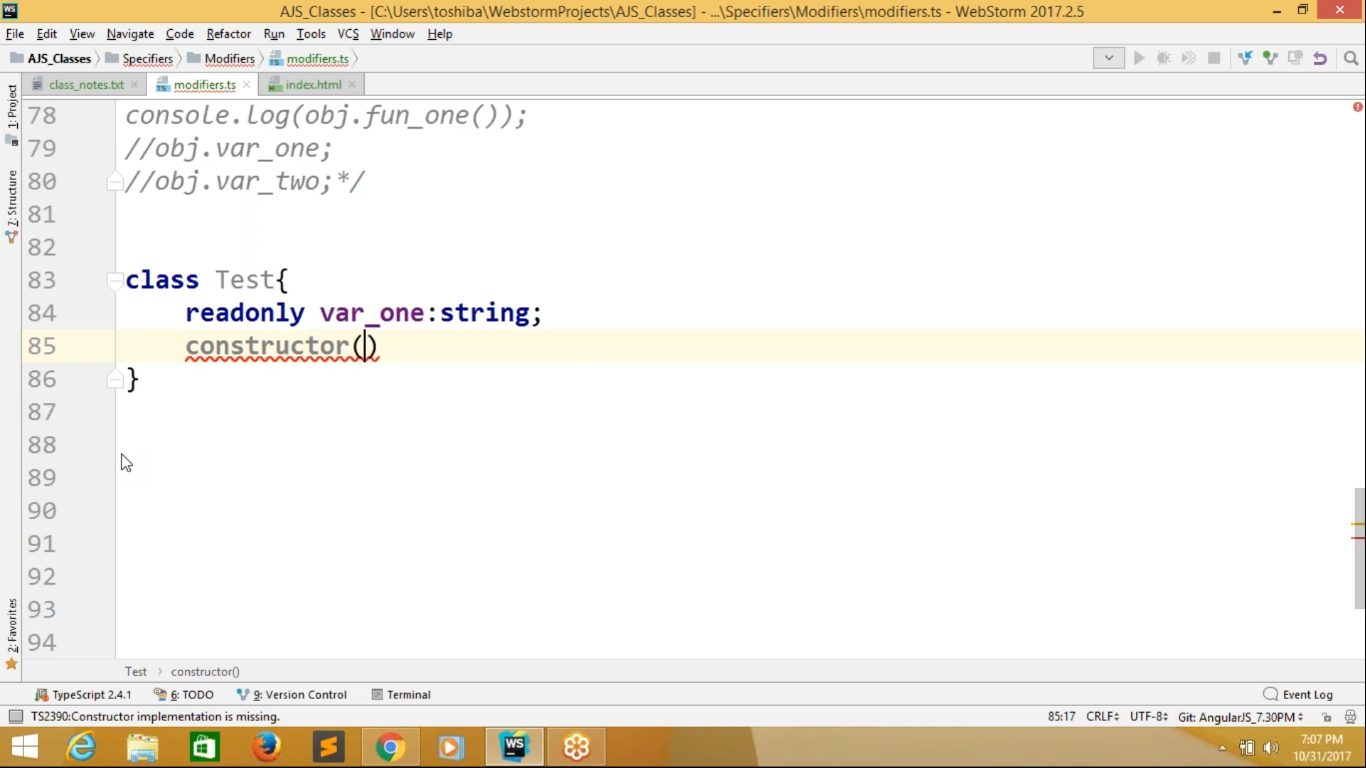 AJS_Classes - [C:\Users\toshiba\WebstormProjects\AJS_Classes] - ...\Specifiers\Modifiers\modifiers.ts - WebStorm 2017.2.5
File Edit View Navigate Code Refactor Run Tools VCS Window Help
AJS_Classes Specifiers Modifiers modifiers.ts
class_notes.txt modifiers.ts index.html
1: Project
7: Structure
2: Favorites
78 console.log(obj.fun_one());
79 //obj.var_one;
80 //obj.var_two;*/
81
82
83 class Test{
84 readonly var_one:string;
85 constructor()
86 }
87
88
89
90
91
92
93
94
Test constructor()
TypeScript 2.4.1 6: TODO 9: Version Control Terminal Event Log
TS2390:Constructor implementation is missing. 85:17 CRLF UTF-8 Git: AngularJS_7.30PM
7:07 PM
10/31/2017